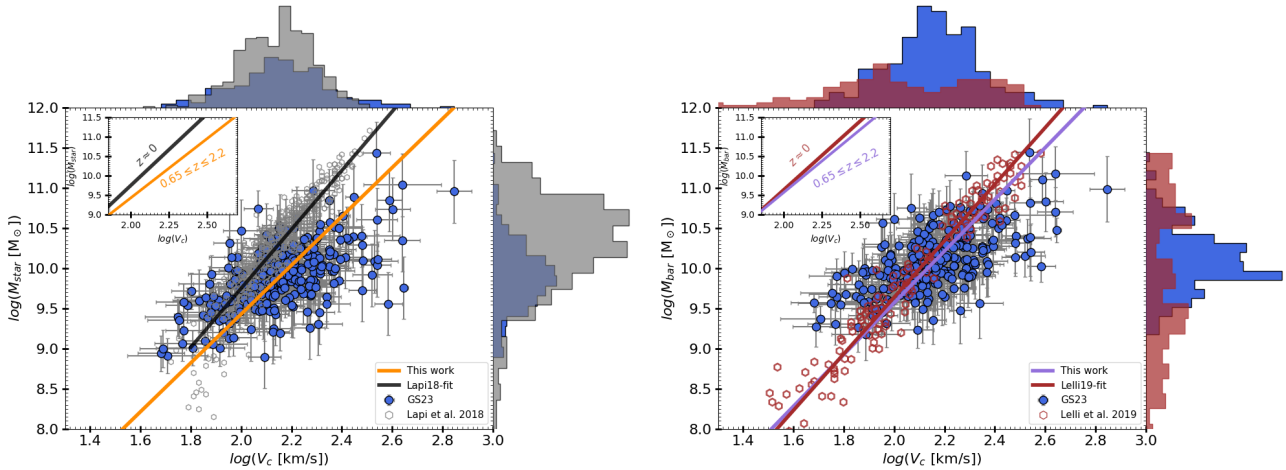 12.0
11.5
11.0
10.5
10.0
9.5
9.0
8.5
8.0
log(M_star [M_⊙])
1.4 1.6 1.8 2.0 2.2 2.4 2.6 2.8 3.0
log(V_c [km/s])
11.5
11.0
10.5
10.0
9.5
9.0
log(M_star)
2.00 2.25 2.50
log(V_c)
z = 0
0.65 ≤ z ≤ 2.2
This work
Lapi18-fit
GS23
Lapi et al. 2018
12.0
11.5
11.0
10.5
10.0
9.5
9.0
8.5
8.0
log(M_bar [M_⊙])
1.4 1.6 1.8 2.0 2.2 2.4 2.6 2.8 3.0
log(V_c [km/s])
11.5
11.0
10.5
10.0
9.5
9.0
log(M_bar)
2.00 2.25 2.50
log(V_c)
z = 0
0.65 ≤ z ≤ 2.2
This work
Lelli19-fit
GS23
Lelli et al. 2019